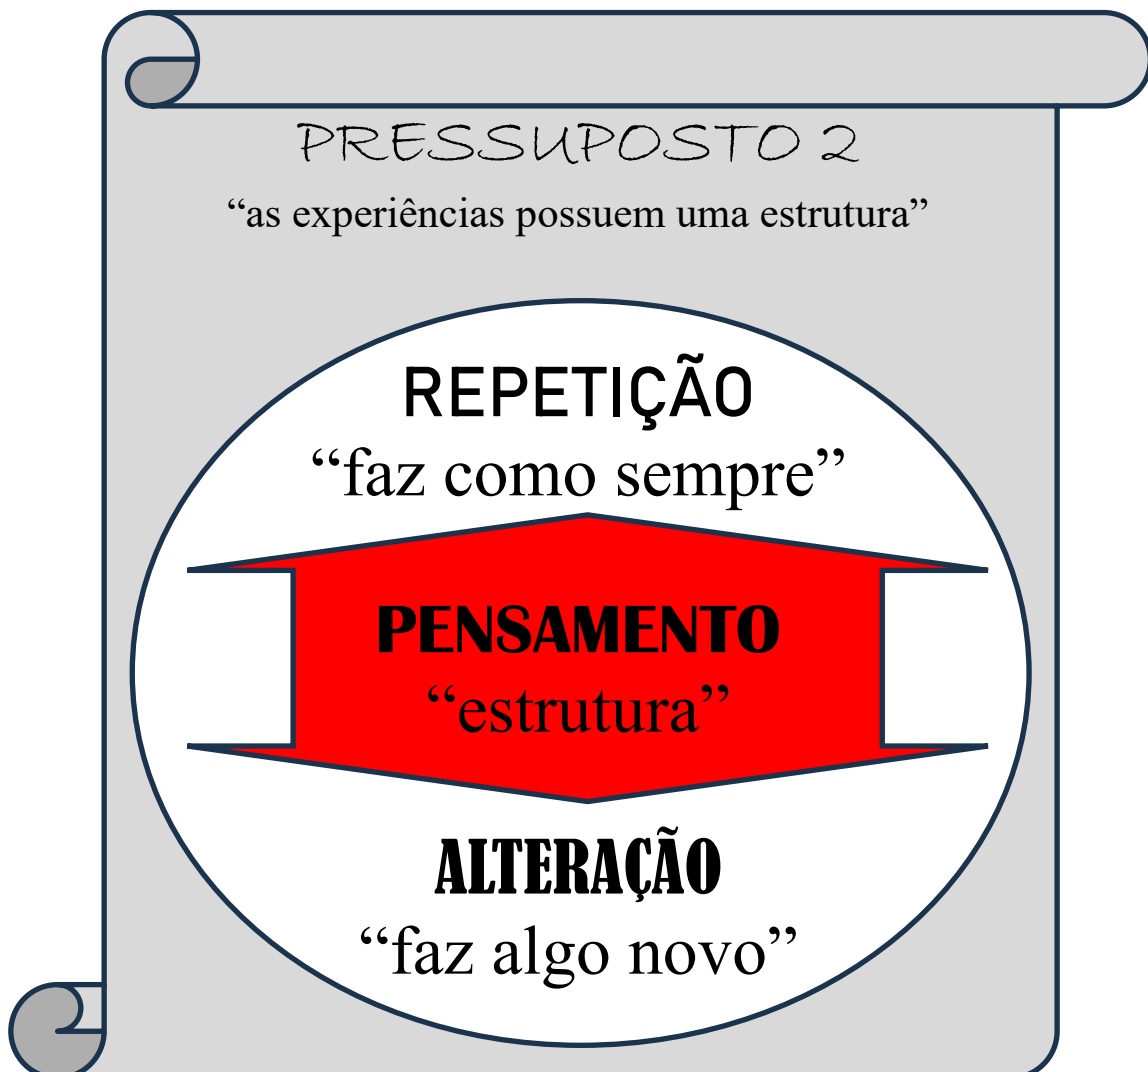 PRESSUPOSTO 2
“as experiências possuem uma estrutura”
REPETIÇÃO
“faz como sempre”
PENSAMENTO
“estrutura”
ALTERAÇÃO
“faz algo novo”